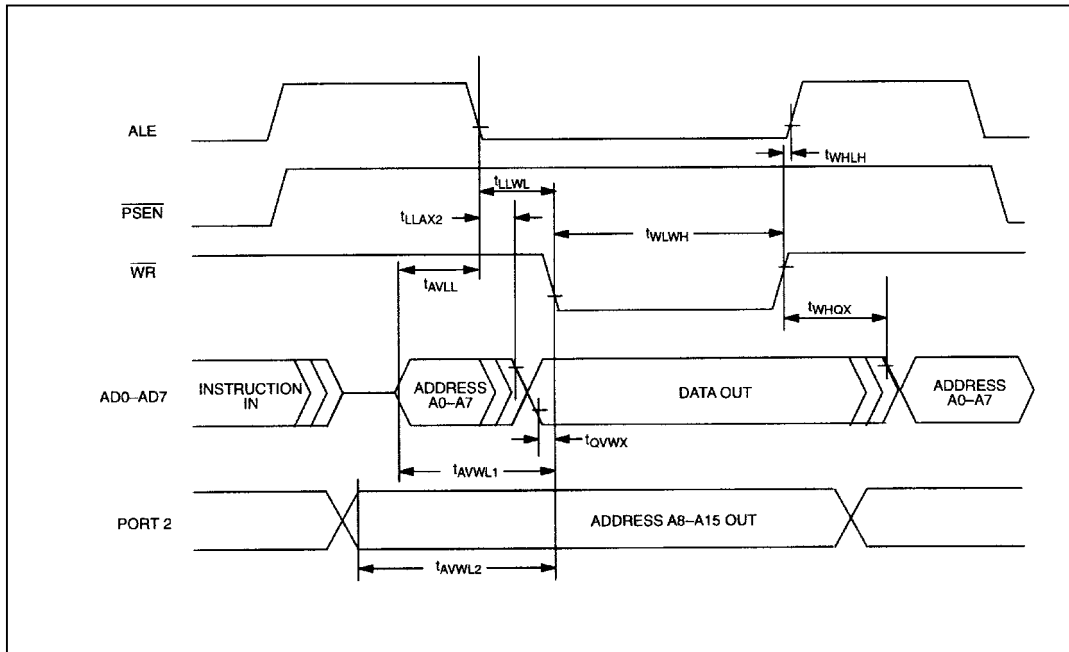 ALE
tWHLH
tLLWL
PSEN
tLLAX2
tWLWH
WR
tAVLL
tWHQX
AD0–AD7
INSTRUCTION
IN
ADDRESS
A0–A7
DATA OUT
ADDRESS
A0–A7
tQVWX
tAVWL1
PORT 2
ADDRESS A8–A15 OUT
tAVWL2